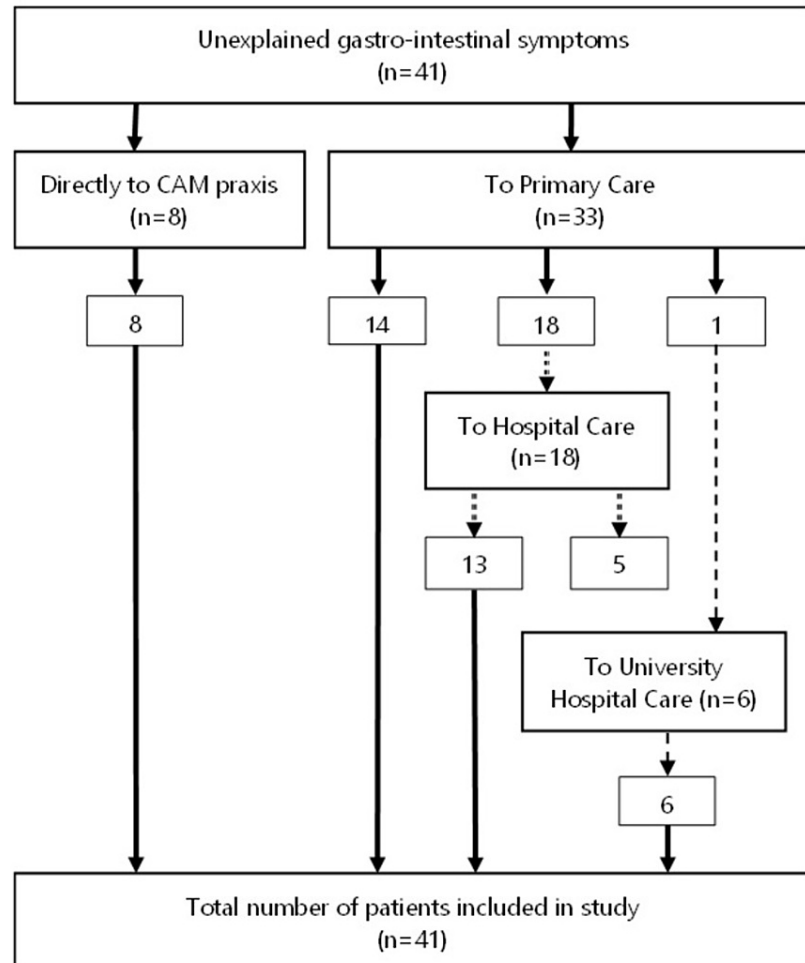 Unexplained gastro-intestinal symptoms
(n=41)
Directly to CAM praxis
(n=8)
To Primary Care
(n=33)
8
14
18
1
To Hospital Care
(n=18)
13
5
To University
Hospital Care (n=6)
6
Total number of patients included in study
(n=41)